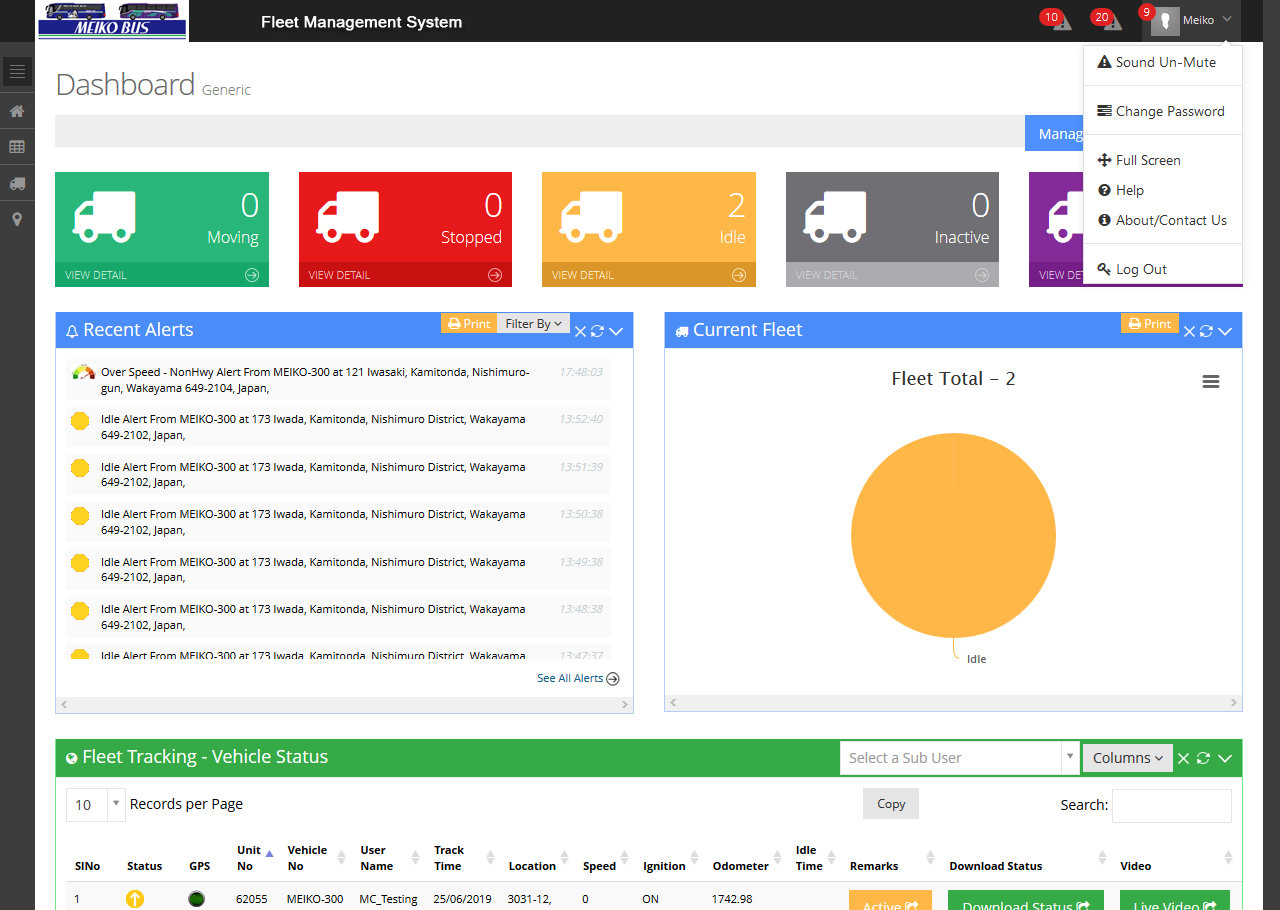 MEIKO BUS
Fleet Management System
10
20
9
Meiko
Sound Un-Mute
Change Password
Full Screen
Help
About/Contact Us
Log Out
Dashboard Generic
Manag
0
Moving
VIEW DETAIL
0
Stopped
VIEW DETAIL
2
Idle
VIEW DETAIL
0
Inactive
VIEW DETAIL
VIEW DET
Recent Alerts
Print
Filter By
Over Speed - NonHwy Alert From MEIKO-300 at 121 Iwasaki, Kamitonda, Nishimuro-
gun, Wakayama 649-2104, Japan,
17:48:03
Idle Alert From MEIKO-300 at 173 Iwada, Kamitonda, Nishimuro District, Wakayama
649-2102, Japan,
13:52:40
Idle Alert From MEIKO-300 at 173 Iwada, Kamitonda, Nishimuro District, Wakayama
649-2102, Japan,
13:51:39
Idle Alert From MEIKO-300 at 173 Iwada, Kamitonda, Nishimuro District, Wakayama
649-2102, Japan,
13:50:38
Idle Alert From MEIKO-300 at 173 Iwada, Kamitonda, Nishimuro District, Wakayama
649-2102, Japan,
13:49:38
Idle Alert From MEIKO-300 at 173 Iwada, Kamitonda, Nishimuro District, Wakayama
649-2102, Japan,
13:48:38
Idle Alert From MEIKO-300 at 173 Iwada, Kamitonda, Nishimuro District, Wakayama
13:47:37
See All Alerts
Current Fleet
Print
Fleet Total - 2
Idle
Fleet Tracking - Vehicle Status
Select a Sub User
Columns
10 Records per Page
Copy
Search:
SlNo
Status
GPS
Unit
No
Vehicle
No
User
Name
Track
Time
Location
Speed
Ignition
Odometer
Idle
Time
Remarks
Download Status
Video
1
62055
MEIKO-300
MC_Testing
25/06/2019
3031-12,
0
ON
1742.98
Active
Download Status
Live Video